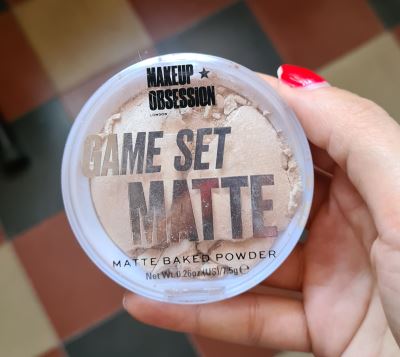 MAKEUP ★
OBSESSION
LONDON
GAME SET
MATTE
MATTE BAKED POWDER
Net Wt. 0.26oz.(US)/7.5g ℮